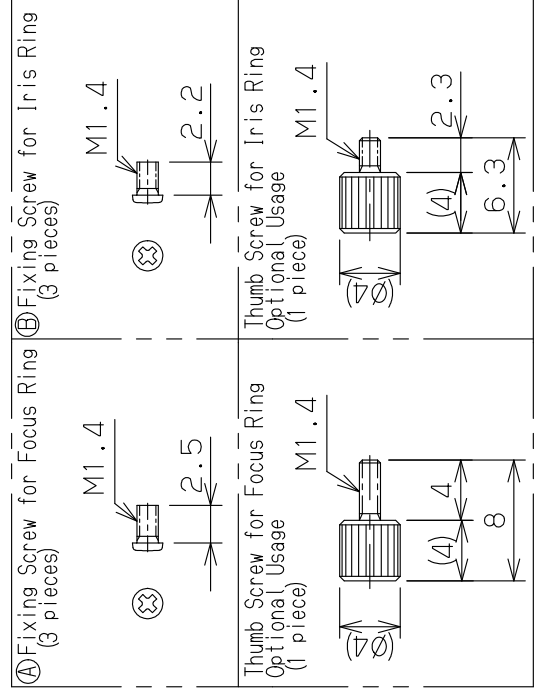 Ⓐ Fixing Screw for Focus Ring
(3 pieces)
M1.4
2.5
Ⓑ Fixing Screw for Iris Ring
(3 pieces)
M1.4
2.2
Thumb Screw for Focus Ring
Optional Usage
(1 piece)
M1.4
(Ø4)
(4)
4
8
Thumb Screw for Iris Ring
Optional Usage
(1 piece)
M1.4
(Ø4)
(4)
2.3
6.3